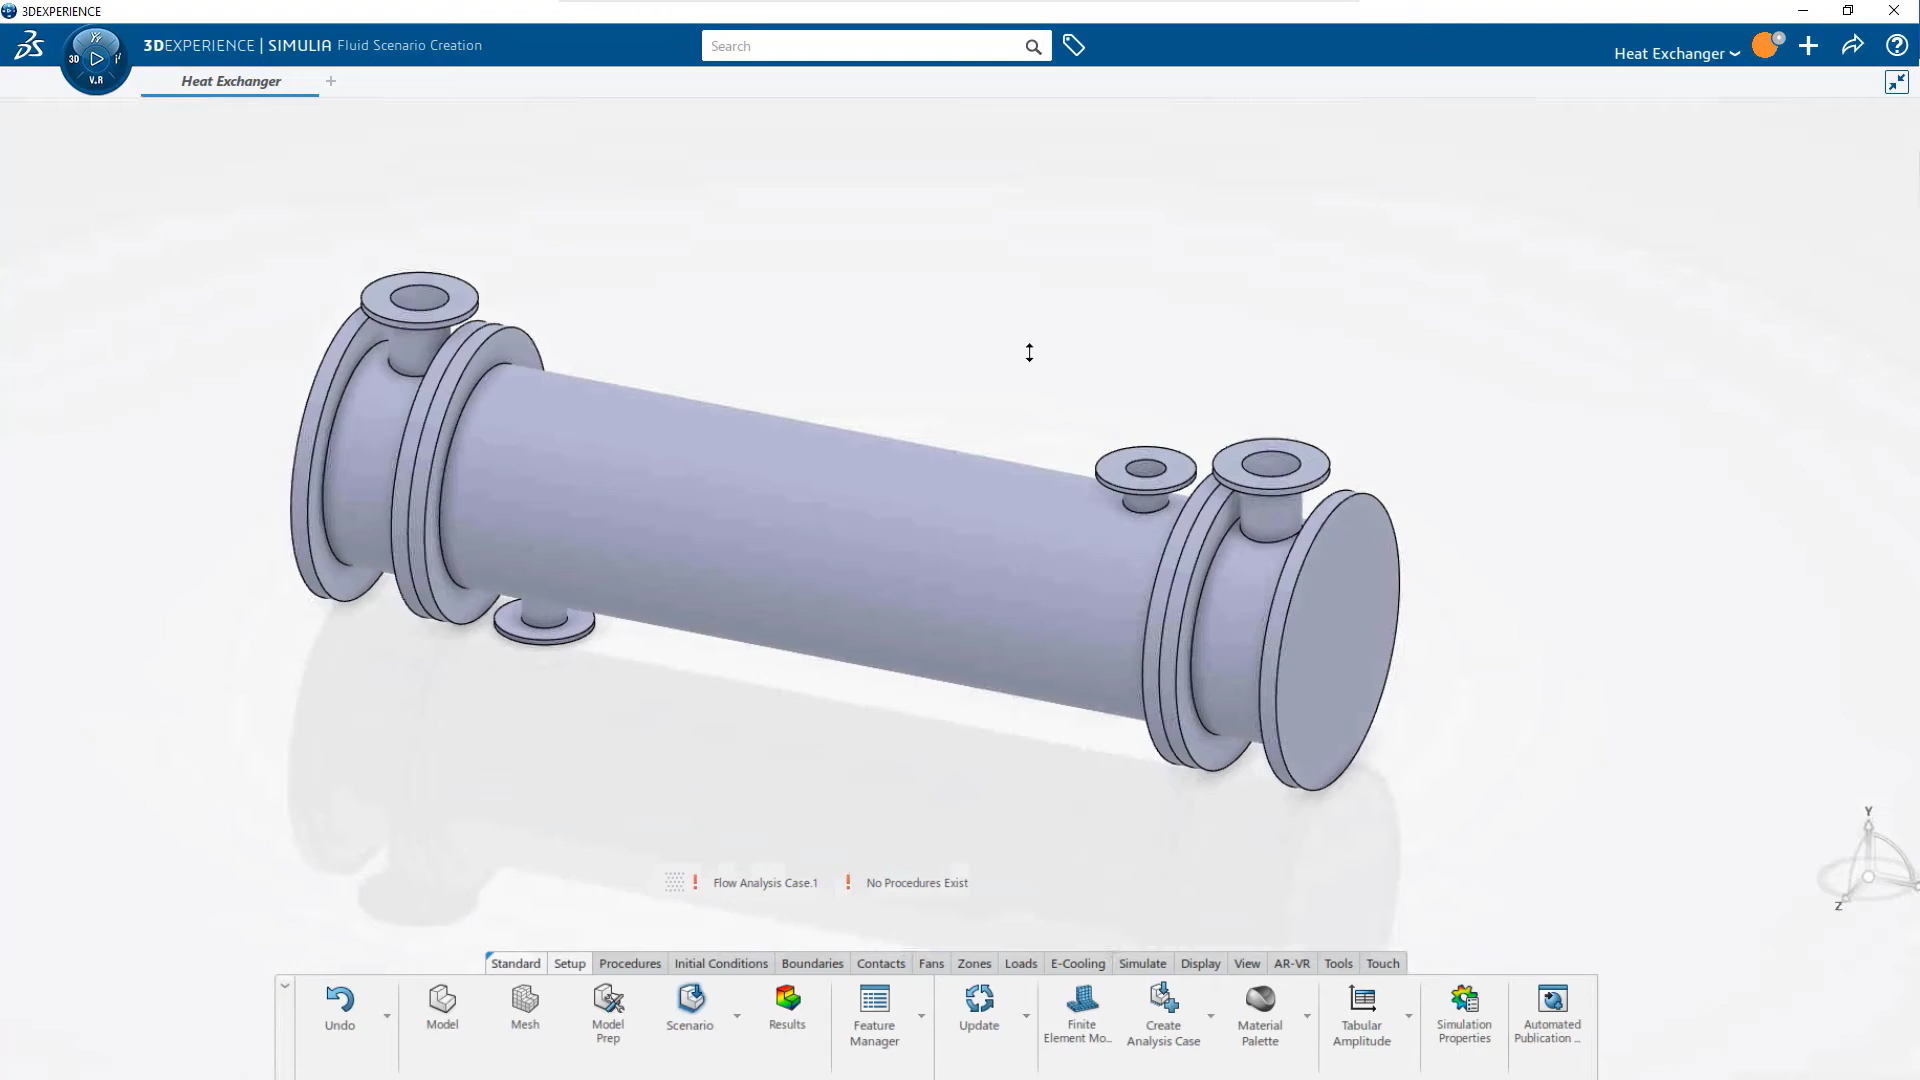 3DEXPERIENCE
3DEXPERIENCE | SIMULIA Fluid Scenario Creation
Search
Heat Exchanger
3D
V.R
Heat Exchanger
+
Y
Z
! Flow Analysis Case.1
! No Procedures Exist
Standard Setup Procedures Initial Conditions Boundaries Contacts Fans Zones Loads E-Cooling Simulate Display View AR-VR Tools Touch
Undo
Model
Mesh
Model
Prep
Scenario
Results
Feature
Manager
Update
Finite
Element Mo...
Create
Analysis Case
Material
Palette
Tabular
Amplitude
Simulation
Properties
Automated
Publication ...